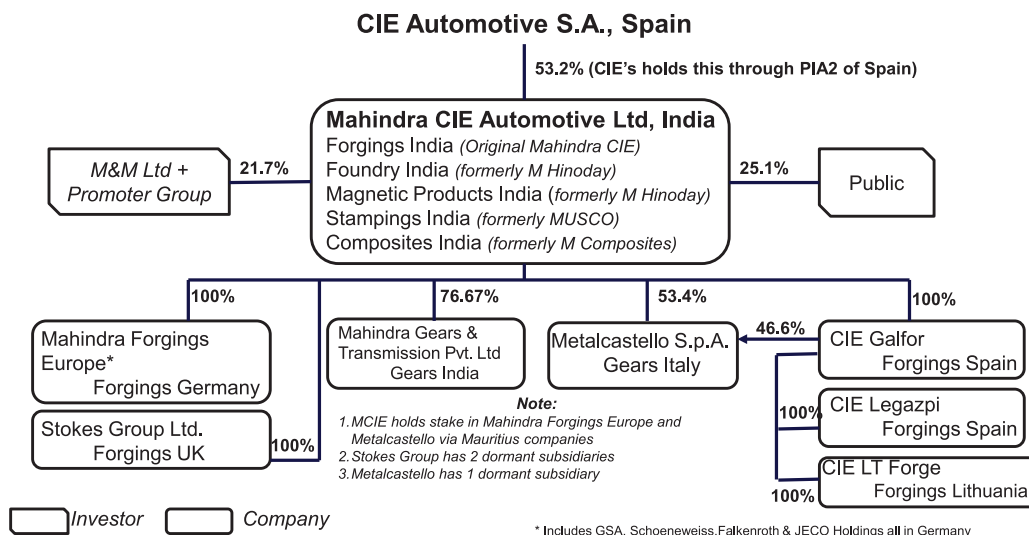 CIE Automotive S.A., Spain
53.2% (CIE's holds this through PIA2 of Spain)
Mahindra CIE Automotive Ltd, India
Forgings India (Original Mahindra CIE)
Foundry India (formerly M Hinoday)
Magnetic Products India (formerly M Hinoday)
Stampings India (formerly MUSCO)
Composites India (formerly M Composites)
M&M Ltd +
Promoter Group
21.7%
25.1%
Public
100%
76.67%
53.4%
100%
Mahindra Forgings
Europe*
Forgings Germany
Mahindra Gears &
Transmission Pvt. Ltd
Gears India
Metalcastello S.p.A.
Gears Italy
46.6%
CIE Galfor
Forgings Spain
Stokes Group Ltd.
Forgings UK
100%
Note:
1.MCIE holds stake in Mahindra Forgings Europe and
Metalcastello via Mauritius companies
2.Stokes Group has 2 dormant subsidiaries
3.Metalcastello has 1 dormant subsidiary
100%
CIE Legazpi
Forgings Spain
100%
CIE LT Forge
Forgings Lithuania
Investor
Company
* Includes GSA, Schoeneweiss,Falkenroth & JECO Holdings all in Germany